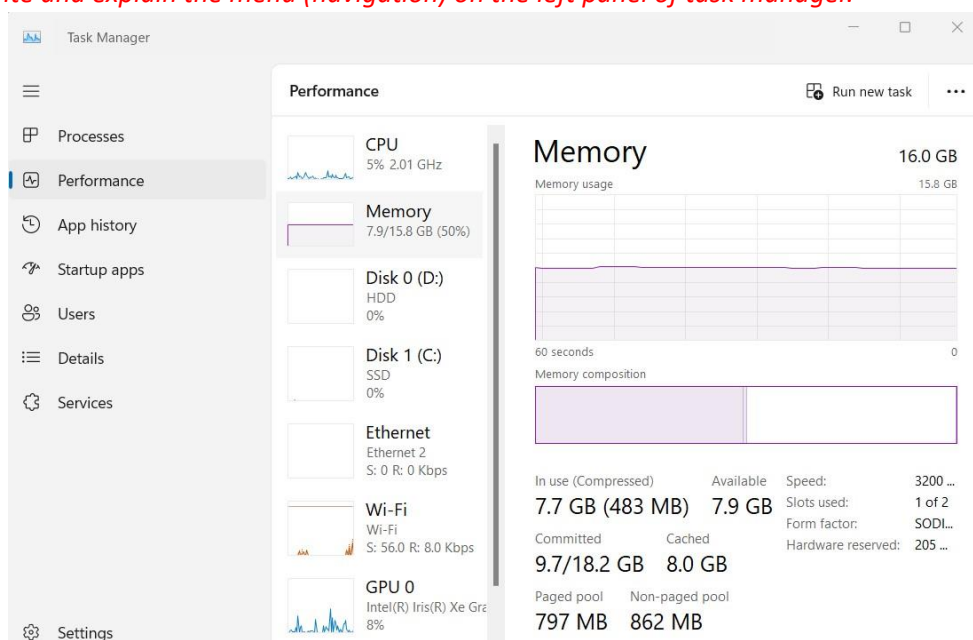 and explain the menu (navigation) on the left panel of task manager.
Task Manager
Performance
Run new task
Processes
Performance
App history
Startup apps
Users
Details
Services
Settings
CPU
5% 2.01 GHz
Memory
7.9/15.8 GB (50%)
Disk 0 (D:)
HDD
0%
Disk 1 (C:)
SSD
0%
Ethernet
Ethernet 2
S: 0 R: 0 Kbps
Wi-Fi
Wi-Fi
S: 56.0 R: 8.0 Kbps
GPU 0
Intel(R) Iris(R) Xe Gra
8%
Memory 16.0 GB
Memory usage 15.8 GB
60 seconds 0
Memory composition
In use (Compressed) Available
7.7 GB (483 MB) 7.9 GB
Committed Cached
9.7/18.2 GB 8.0 GB
Paged pool Non-paged pool
797 MB 862 MB
Speed: 3200 ...
Slots used: 1 of 2
Form factor: SODI...
Hardware reserved: 205 ...